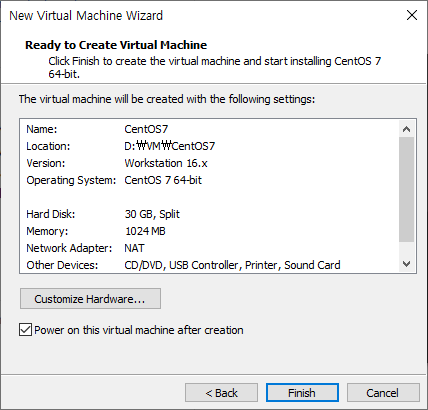 New Virtual Machine Wizard
Ready to Create Virtual Machine
Click Finish to create the virtual machine and start installing CentOS 7
64-bit.
The virtual machine will be created with the following settings:
Name: CentOS7
Location: D:₩VM₩CentOS7
Version: Workstation 16.x
Operating System: CentOS 7 64-bit
Hard Disk: 30 GB, Split
Memory: 1024 MB
Network Adapter: NAT
Other Devices: CD/DVD, USB Controller, Printer, Sound Card
Customize Hardware...
Power on this virtual machine after creation
< Back Finish Cancel